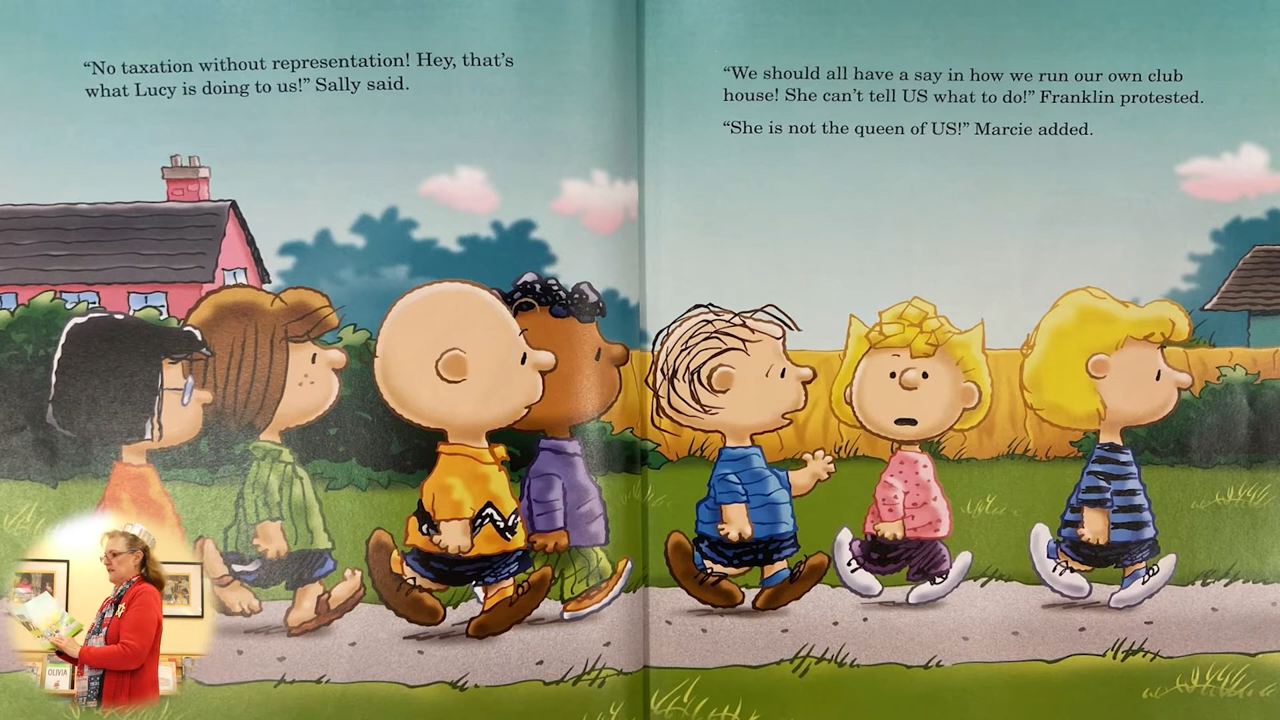 “No taxation without representation! Hey, that’s
what Lucy is doing to us!” Sally said.
“We should all have a say in how we run our own club
house! She can’t tell US what to do!” Franklin protested.
“She is not the queen of US!” Marcie added.
OLIVIA